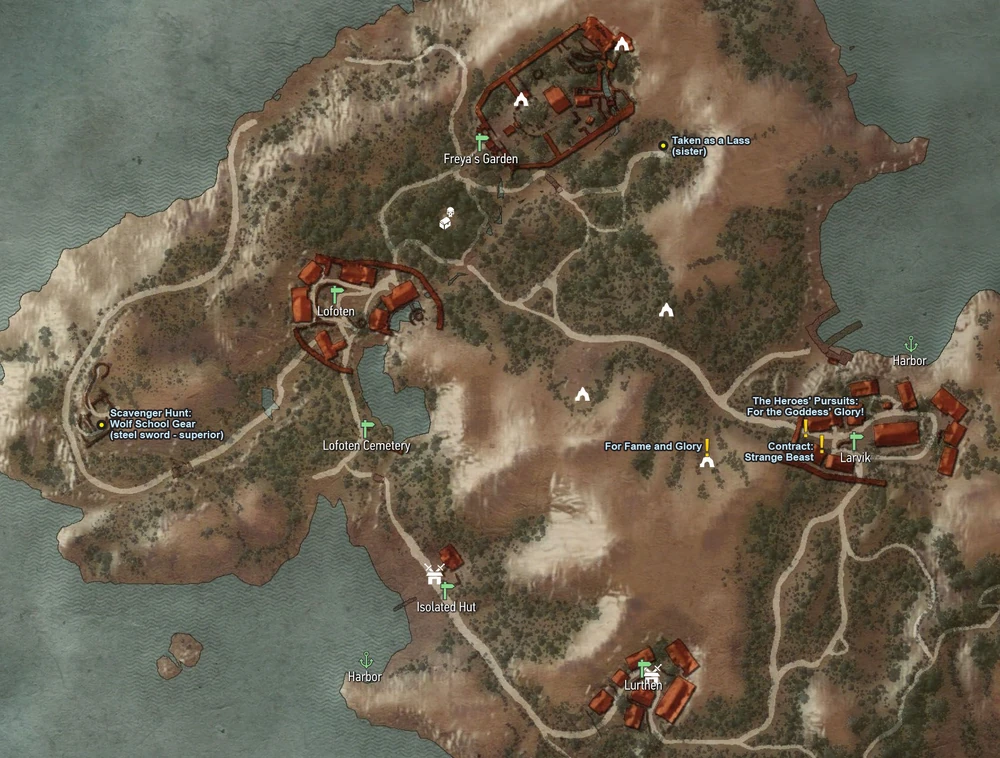 Freya's Garden
Taken as a Lass
(sister)
Lofoten
Harbor
Scavenger Hunt:
Wolf School Gear
(steel sword - superior)
The Heroes' Pursuits:
For the Goddess' Glory!
Lofoten Cemetery
For Fame and Glory
Contract:
Strange Beast
Larvik
Isolated Hut
Harbor
Lurthen